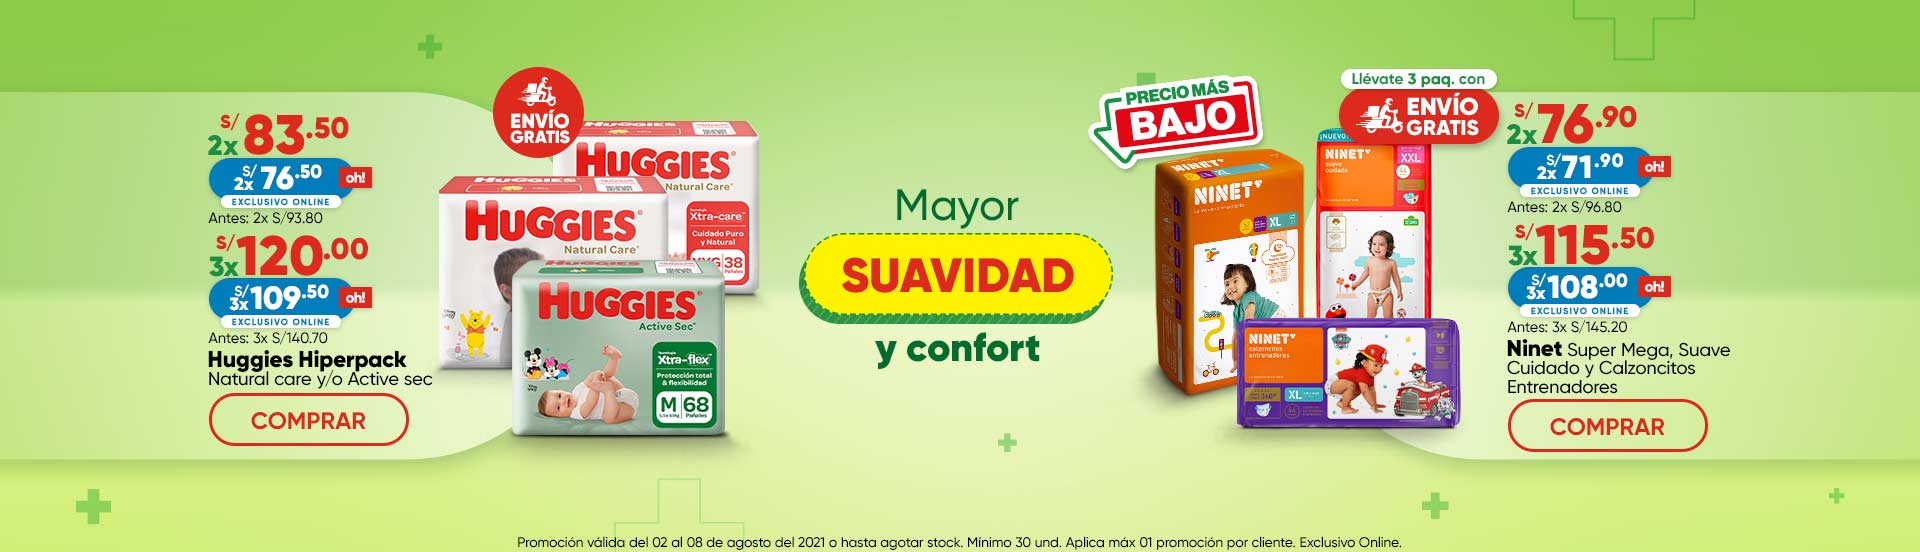 S/
2x 83.50
S/
2x 76.50 oh!
EXCLUSIVO ONLINE
Antes: 2x S/93.80
S/
3x 120.00
S/
3x 109.50 oh!
EXCLUSIVO ONLINE
Antes: 3x S/140.70
Huggies Hiperpack
Natural care y/o Active sec
COMPRAR
ENVÍO
GRATIS
HUGGIES
Natural Care
Xtra-care
Cuidado Puro
y Natural
XXG 38
Pañales
HUGGIES
Natural Care
HUGGIES
Active Sec
Xtra-flex
Protección total
& flexibilidad
M 68
Pañales
Mayor
SUAVIDAD
y confort
PRECIO MÁS
BAJO
Llévate 3 paq. con
ENVÍO
GRATIS
NINET
NINET
XL
NINET
suave
cuidado
XXL
NINET
calzoncitos
entrenadores
360°
XL
S/
2x 76.90
S/
2x 71.90 oh!
EXCLUSIVO ONLINE
Antes: 2x S/96.80
S/
3x 115.50
S/
3x 108.00 oh!
EXCLUSIVO ONLINE
Antes: 3x S/145.20
Ninet Super Mega, Suave
Cuidado y Calzoncitos
Entrenadores
COMPRAR
Promoción válida del 02 al 08 de agosto del 2021 o hasta agotar stock. Mínimo 30 und. Aplica máx 01 promoción por cliente. Exclusivo Online.